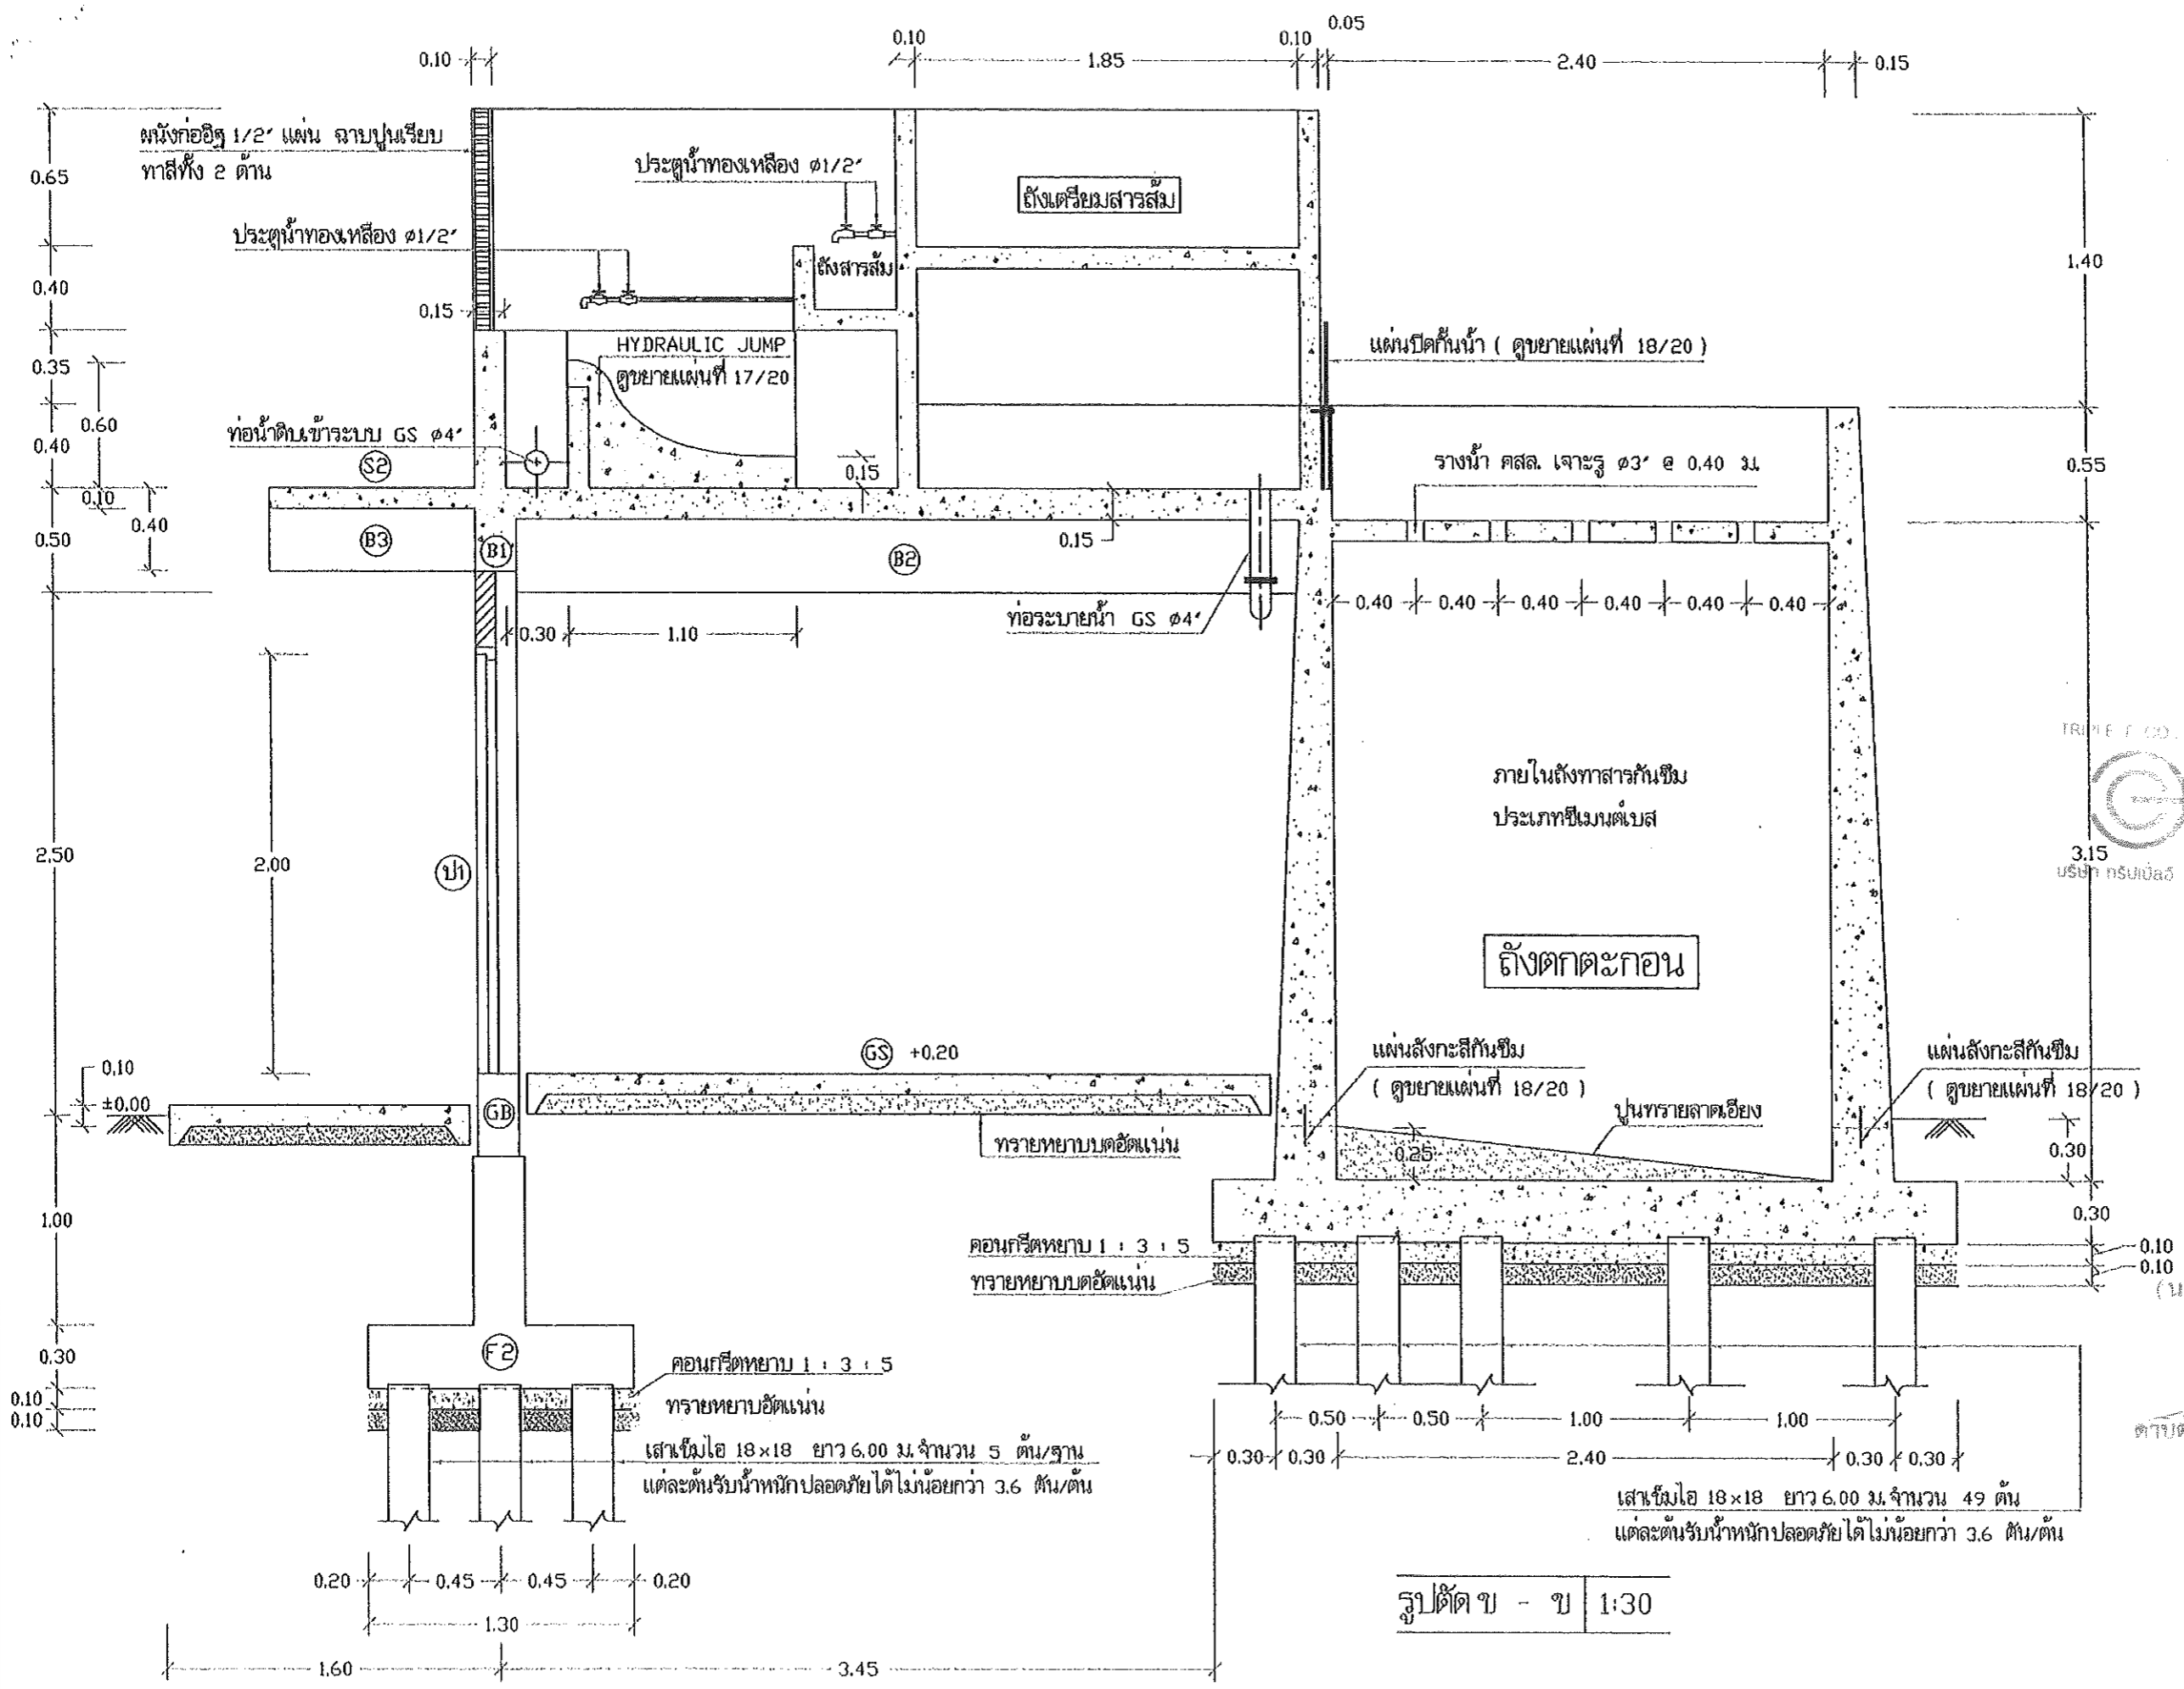 0.05
0.10
0.10
1.85
0.10
2.40
0.15
ผนังก่ออิฐ 1/2" แผ่น ฉาบปูนเรียบ
ทาสีทั้ง 2 ด้าน
ประตูน้ำทองเหลือง ø1/2"
ถังเตรียมสารส้ม
ประตูน้ำทองเหลือง ø1/2"
ถังสารส้ม
0.65
0.40
0.35
0.40
0.10
0.50
0.60
0.40
0.15
HYDRAULIC JUMP
ดูขยายแผ่นที่ 17/20
แผ่นปิดกั้นน้ำ ( ดูขยายแผ่นที่ 18/20 )
1.40
ท่อน้ำดิบเข้าระบบ GS ø4"
S2
0.15
รางน้ำ คสล. เจาะรู ø3" @ 0.40 ม.
0.55
B3
B1
B2
0.15
0.30
1.10
ท่อระบายน้ำ GS ø4"
0.40
0.40
0.40
0.40
0.40
0.40
ภายในถังทาสารกันซึม
ประเภทซีเมนต์เบส
TRIPLE E CO.
3.15
บริษัท ทริปเปิ้ลอี
2.50
2.00
ป1
ถังตกตะกอน
GS +0.20
0.10
±0.00
GB
แผ่นสังกะสีกันซึม
( ดูขยายแผ่นที่ 18/20 )
แผ่นสังกะสีกันซึม
( ดูขยายแผ่นที่ 18/20 )
ปูนทรายลาดเอียง
ทรายหยาบบดอัดแน่น
0.25
0.30
1.00
0.30
คอนกรีตหยาบ 1 : 3 : 5
ทรายหยาบบดอัดแน่น
0.10
0.10
F2
0.30
0.10
0.10
คอนกรีตหยาบ 1 : 3 : 5
ทรายหยาบอัดแน่น
เสาเข็มไอ 18×18 ยาว 6.00 ม. จำนวน 5 ต้น/ฐาน
แต่ละต้นรับน้ำหนักปลอดภัยได้ไม่น้อยกว่า 3.6 ตัน/ต้น
0.50
0.50
1.00
1.00
0.30
0.30
2.40
0.30
0.30
เสาเข็มไอ 18×18 ยาว 6.00 ม. จำนวน 49 ต้น
แต่ละต้นรับน้ำหนักปลอดภัยได้ไม่น้อยกว่า 3.6 ตัน/ต้น
0.20
0.45
0.45
0.20
1.30
1.60
3.45
รูปตัด ข - ข 1:30